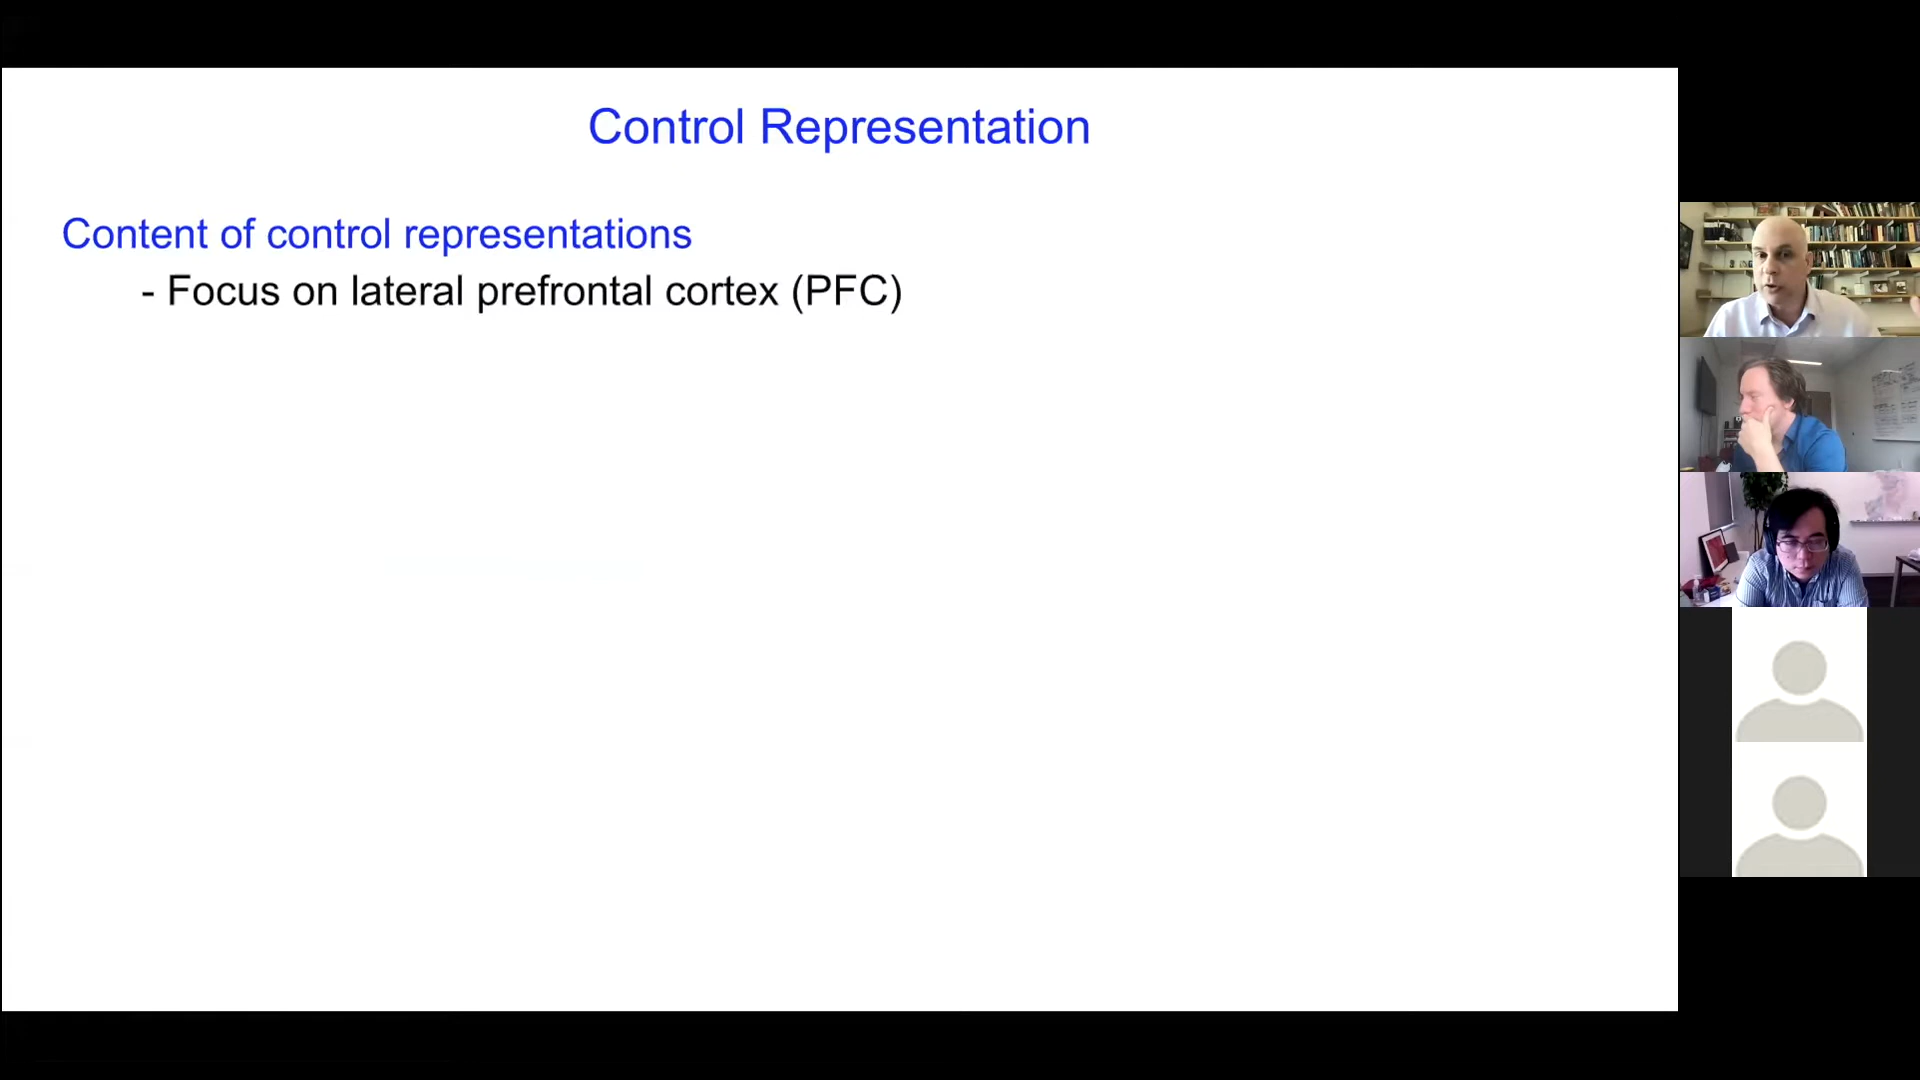 Control Representation
Content of control representations
- Focus on lateral prefrontal cortex (PFC)